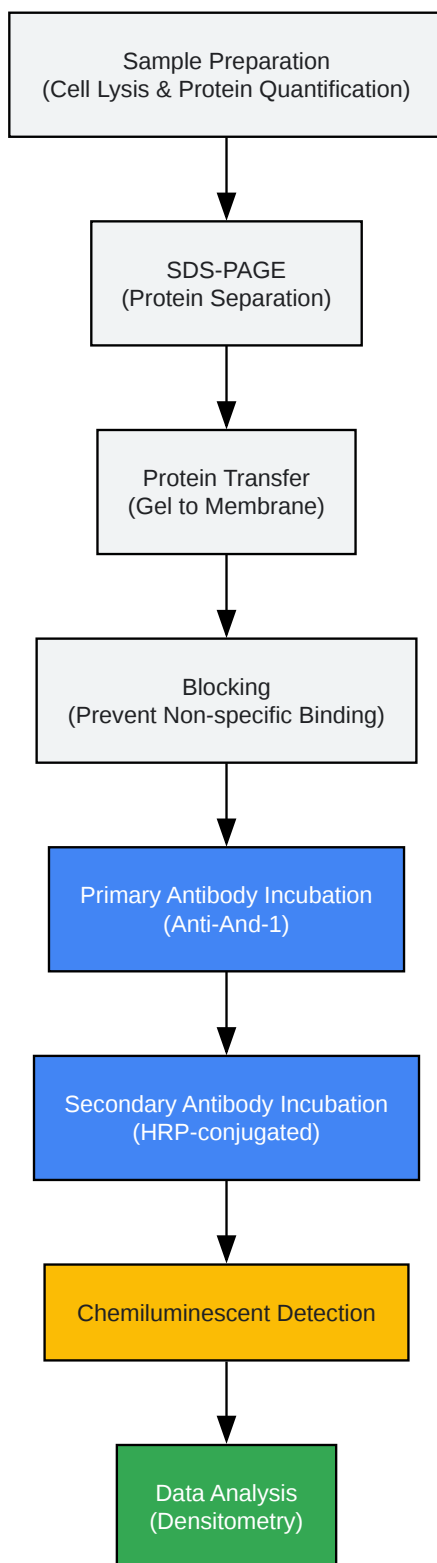 Sample Preparation
(Cell Lysis & Protein Quantification)
SDS-PAGE
(Protein Separation)
Protein Transfer
(Gel to Membrane)
Blocking
(Prevent Non-specific Binding)
Primary Antibody Incubation
(Anti-And-1)
Secondary Antibody Incubation
(HRP-conjugated)
Chemiluminescent Detection
Data Analysis
(Densitometry)